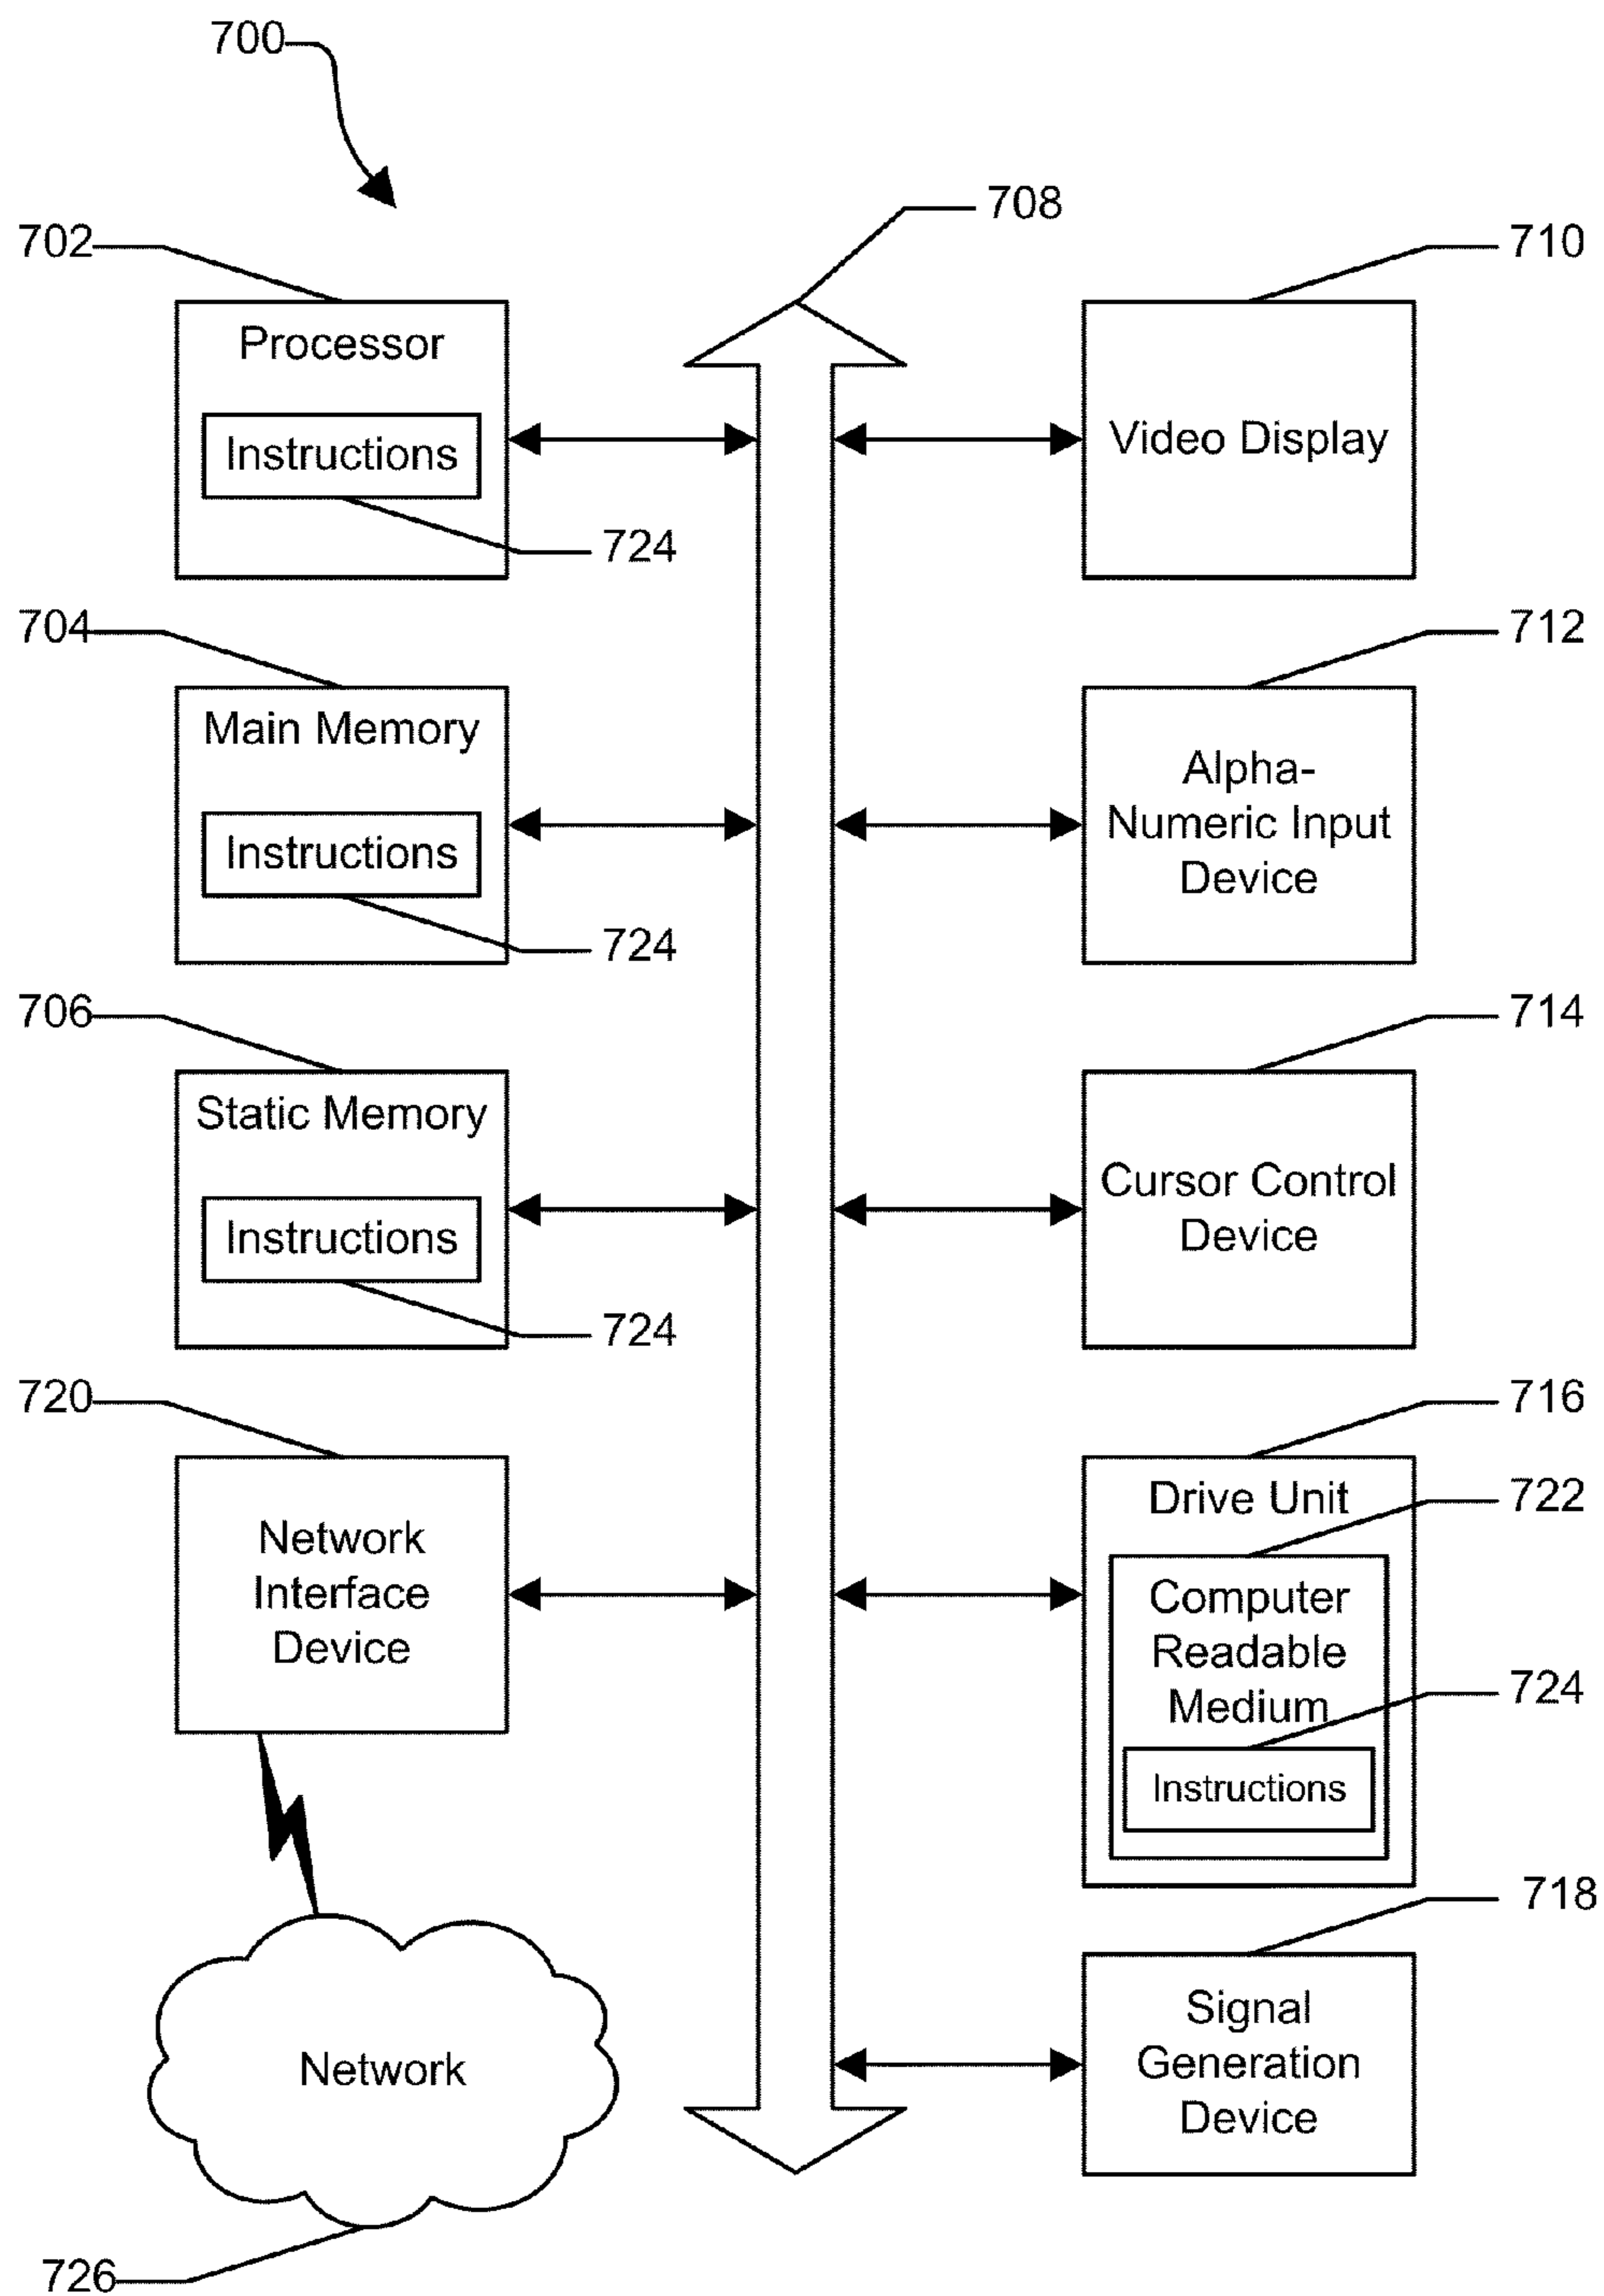 700
708
702
710
Processor
Instructions
724
Video Display
704
712
Main Memory
Instructions
724
Alpha-
Numeric Input
Device
706
714
Static Memory
Instructions
724
Cursor Control
Device
720
716
Network
Interface
Device
Drive Unit
722
Computer
Readable
Medium
724
Instructions
718
Network
Signal
Generation
Device
726